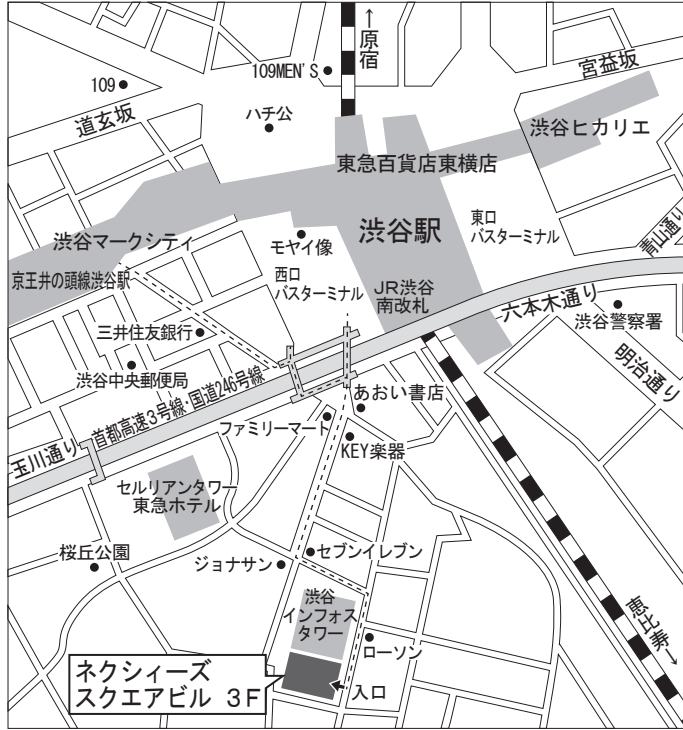 ↑原宿
109MEN'S
109
道玄坂
ハチ公
宮益坂
渋谷ヒカリエ
東急百貨店東横店
渋谷マークシティ
モヤイ像
渋谷駅
東口
バスターミナル
青山通り
京王井の頭線渋谷駅
西口
バスターミナル
JR渋谷
南改札
六本木通り
渋谷警察署
明治通り
三井住友銀行
渋谷中央郵便局
首都高速3号線・国道246号線
玉川通り
あおい書店
ファミリーマート
KEY楽器
セルリアンタワー
東急ホテル
桜丘公園
ジョナサン
セブンイレブン
渋谷
インフォス
タワー
ローソン
恵比寿→
ネクシィーズ
スクエアビル 3F
入口